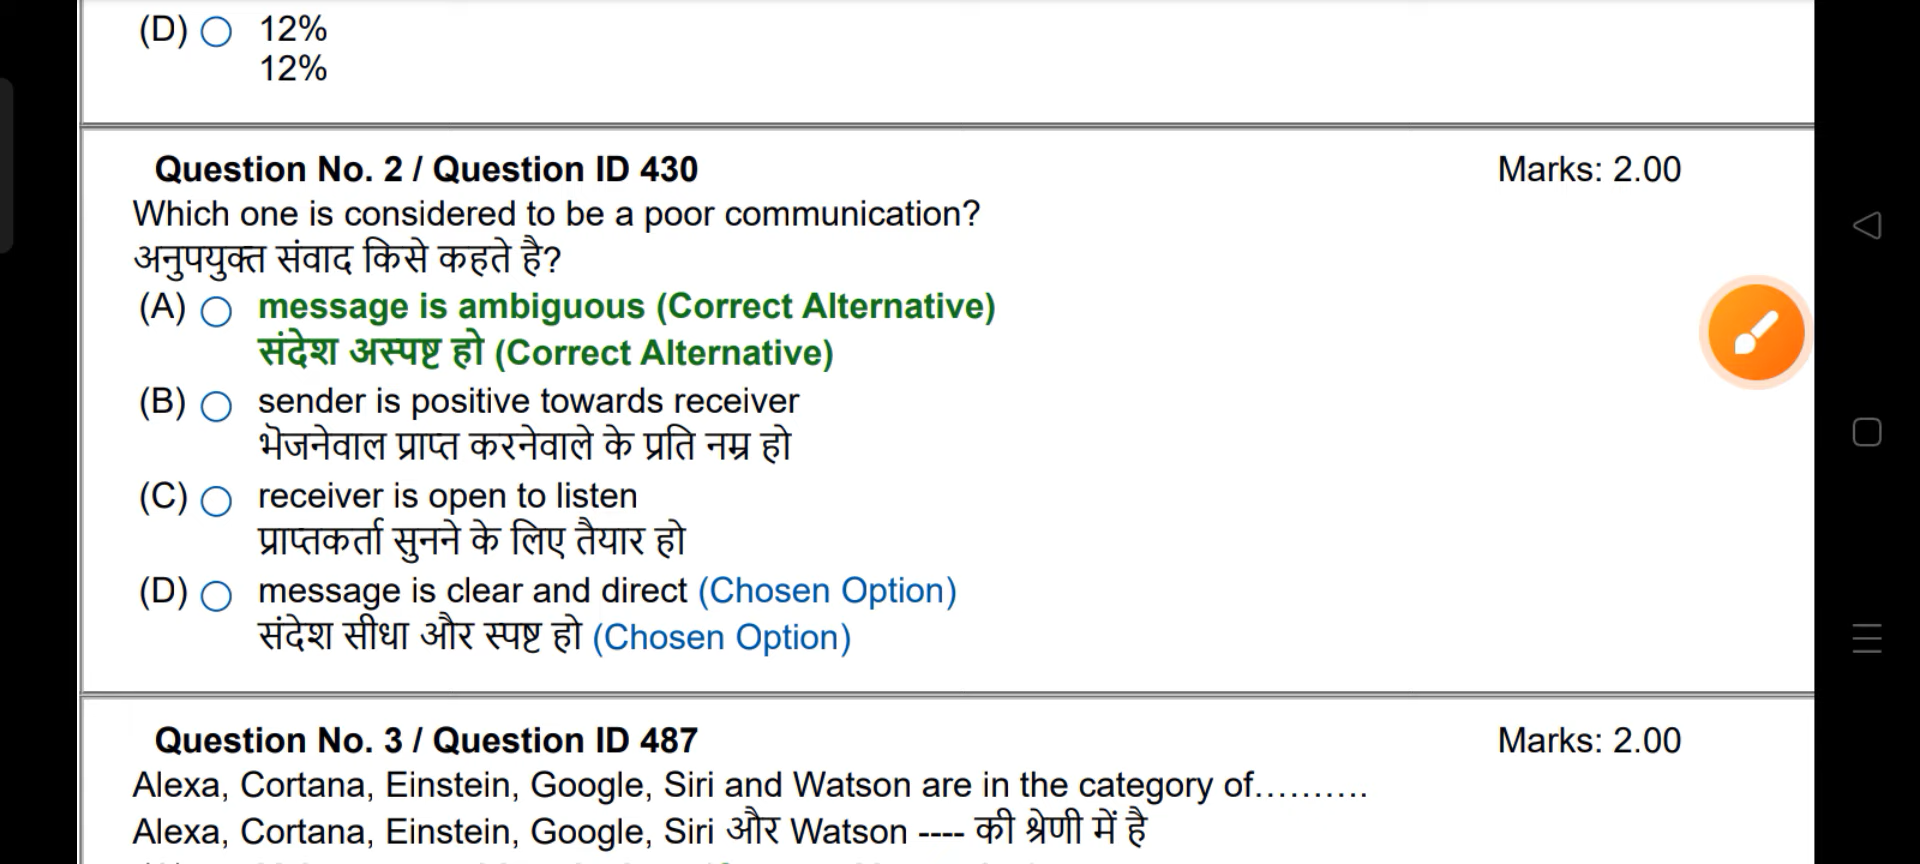 (D) 12%
12%
Question No. 2 / Question ID 430 Marks: 2.00
Which one is considered to be a poor communication?
अनुपयुक्त संवाद किसे कहते है?
(A) message is ambiguous (Correct Alternative)
संदेश अस्पष्ट हो (Correct Alternative)
(B) sender is positive towards receiver
भेजनेवाल प्राप्त करनेवाले के प्रति नम्र हो
(C) receiver is open to listen
प्राप्तकर्ता सुनने के लिए तैयार हो
(D) message is clear and direct (Chosen Option)
संदेश सीधा और स्पष्ट हो (Chosen Option)
Question No. 3 / Question ID 487 Marks: 2.00
Alexa, Cortana, Einstein, Google, Siri and Watson are in the category of..........
Alexa, Cortana, Einstein, Google, Siri और Watson ---- की श्रेणी में है